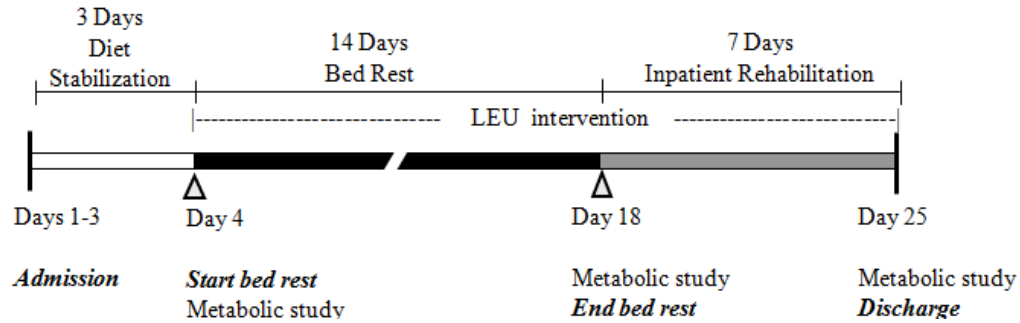 3 Days
Diet
Stabilization
14 Days
Bed Rest
7 Days
Inpatient Rehabilitation
LEU intervention
Days 1-3
Day 4
Day 18
Day 25
Admission
Start bed rest
Metabolic study
Metabolic study
End bed rest
Metabolic study
Discharge